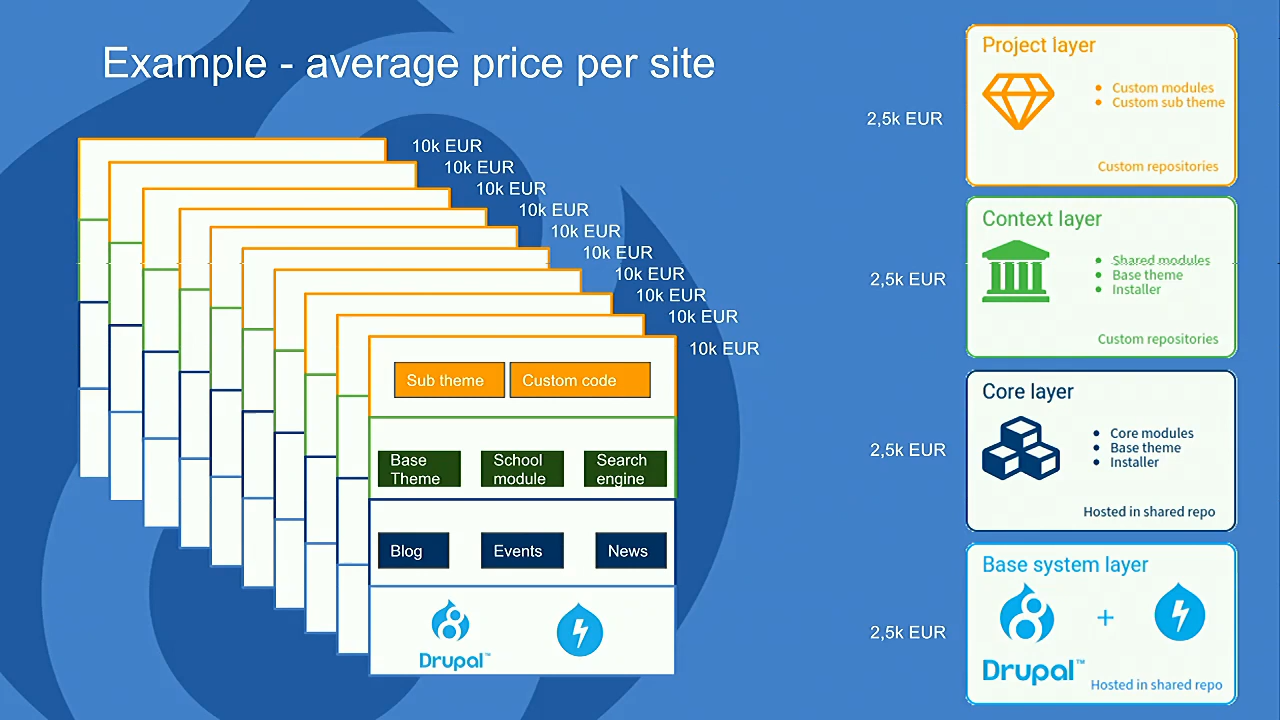 Example - average price per site
10k EUR
10k EUR
10k EUR
10k EUR
10k EUR
10k EUR
10k EUR
10k EUR
10k EUR
10k EUR
Sub theme
Custom code
Base
Theme
School
module
Search
engine
Blog
Events
News
Drupal™
2,5k EUR
Project layer
Custom modules
Custom sub theme
Custom repositories
2,5k EUR
Context layer
Shared modules
Base theme
Installer
Custom repositories
2,5k EUR
Core layer
Core modules
Base theme
Installer
Hosted in shared repo
2,5k EUR
Base system layer
+
Drupal™
Hosted in shared repo